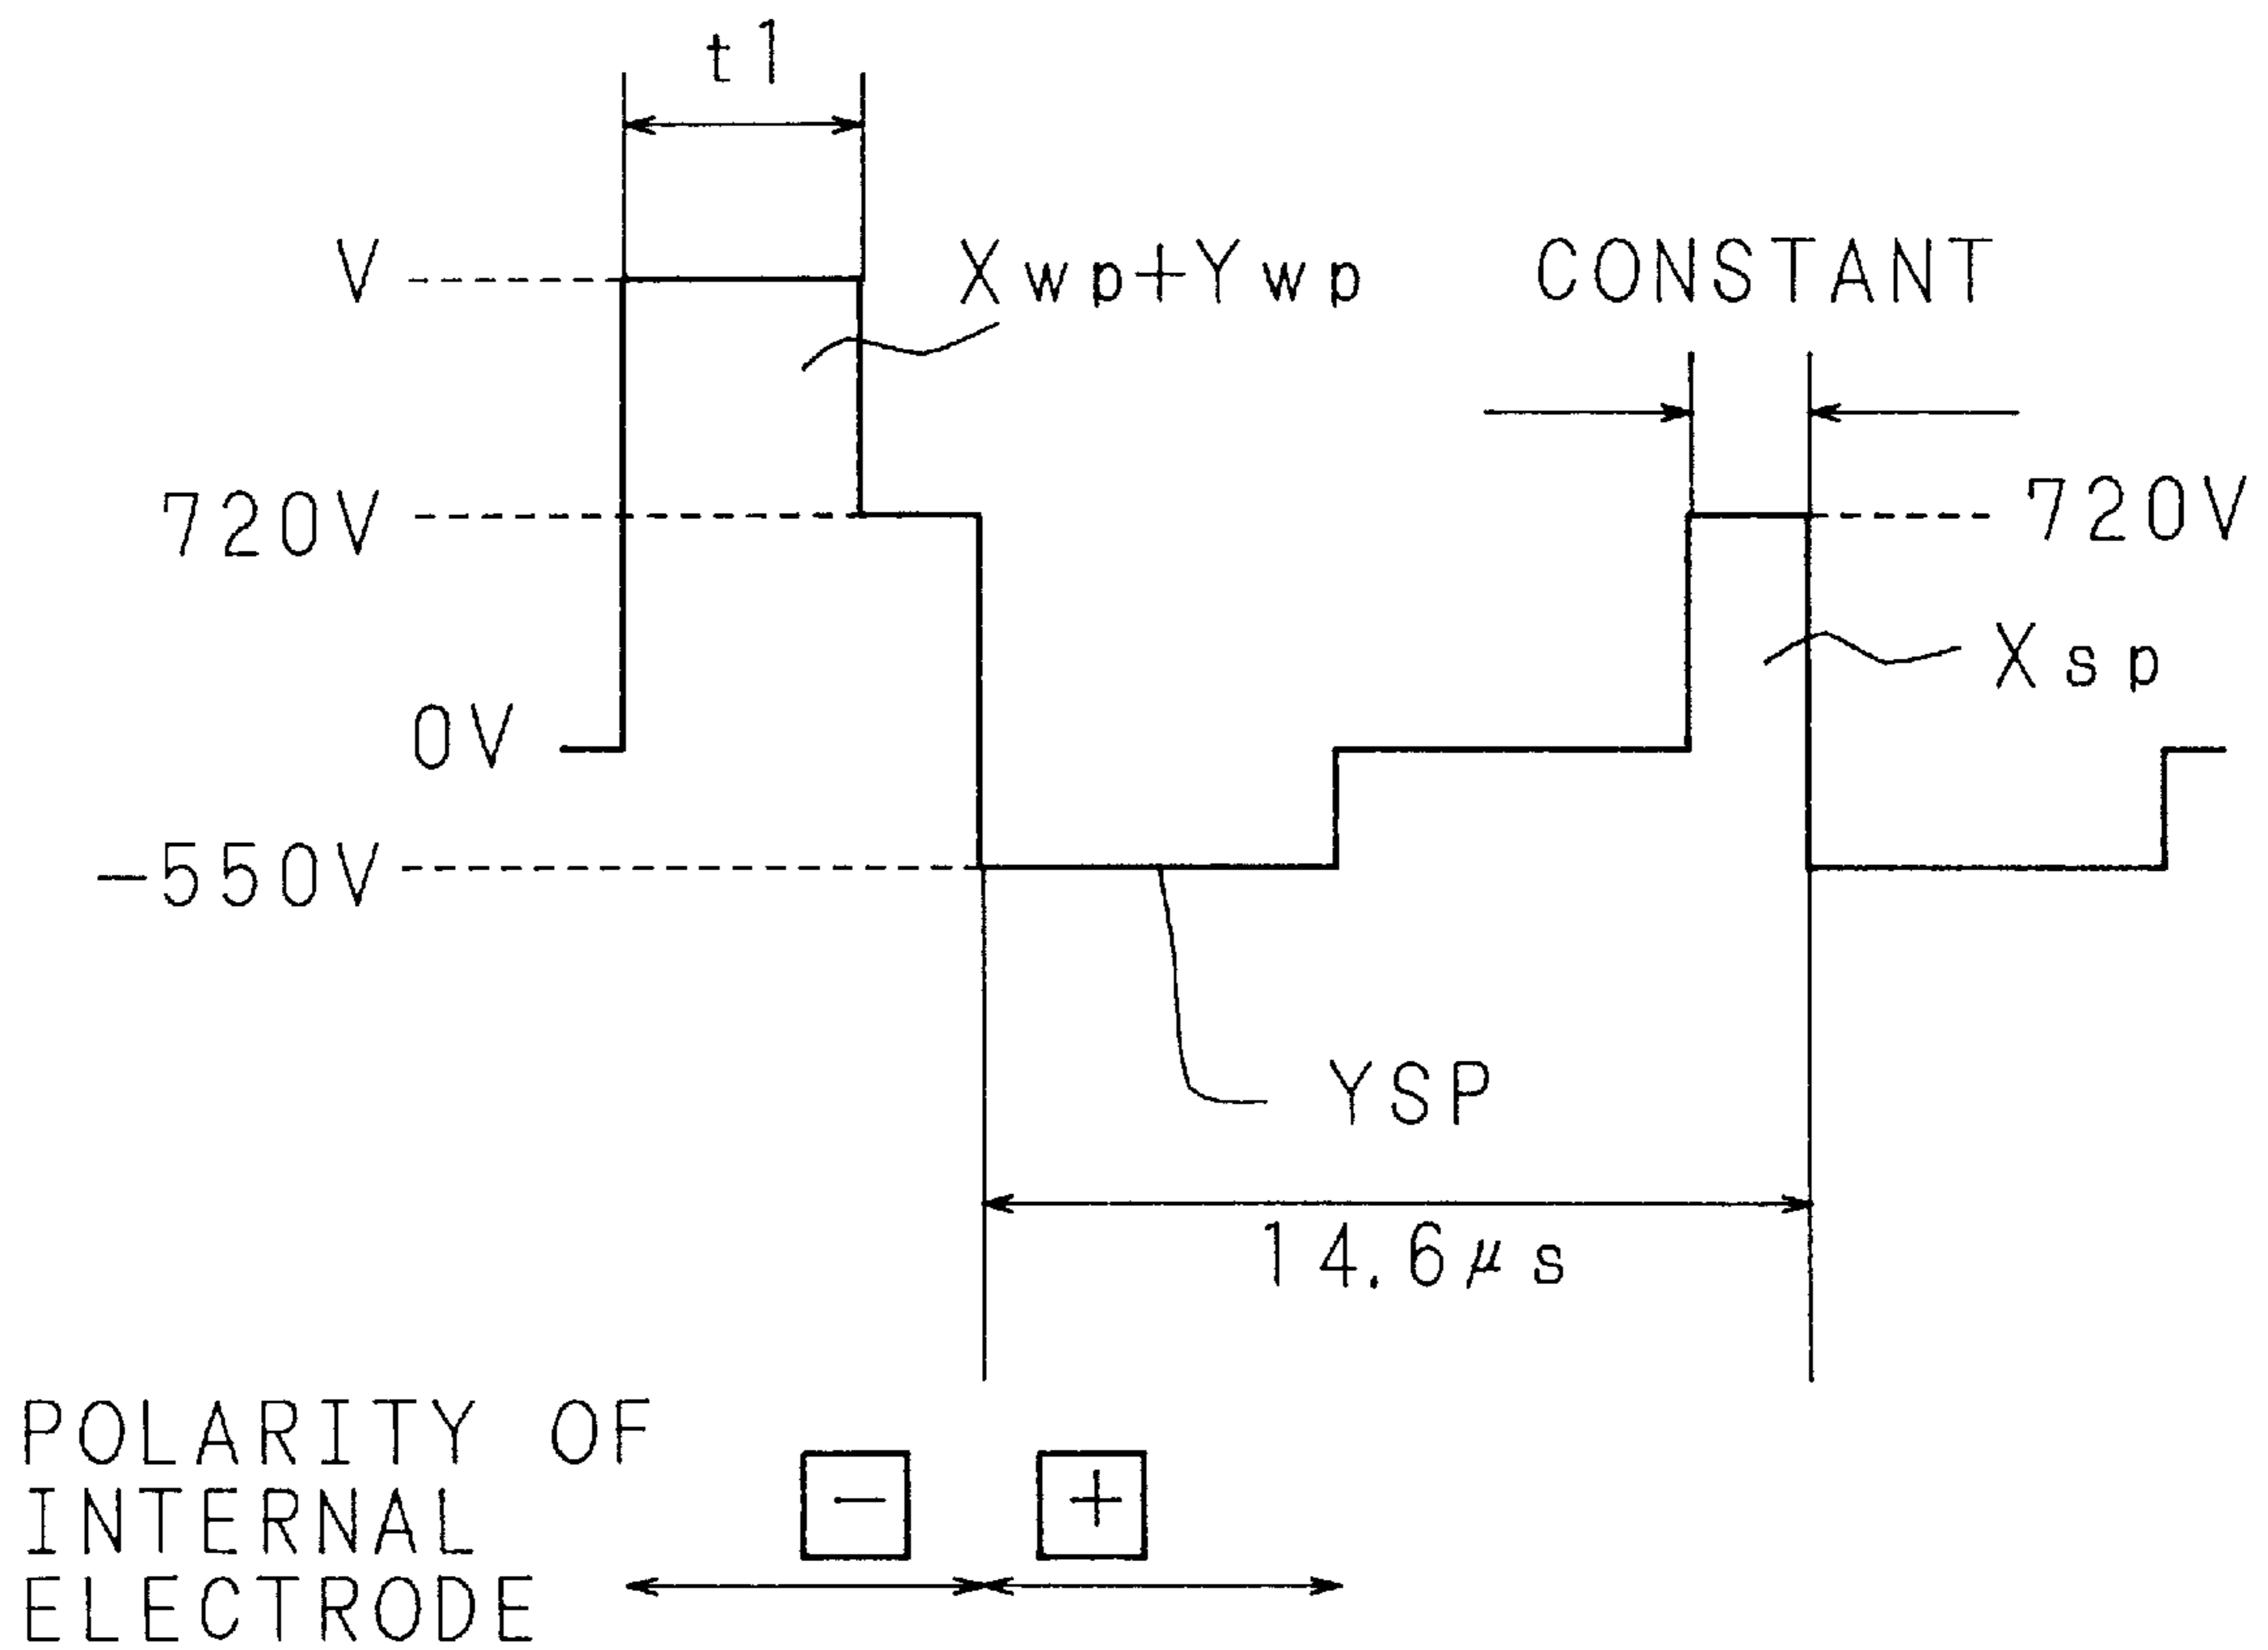 t1
V
Xwp+Ywp
CONSTANT
720V
720V
Xsp
0V
-550V
YSP
14.6μs
POLARITY OF
INTERNAL
ELECTRODE
−
+